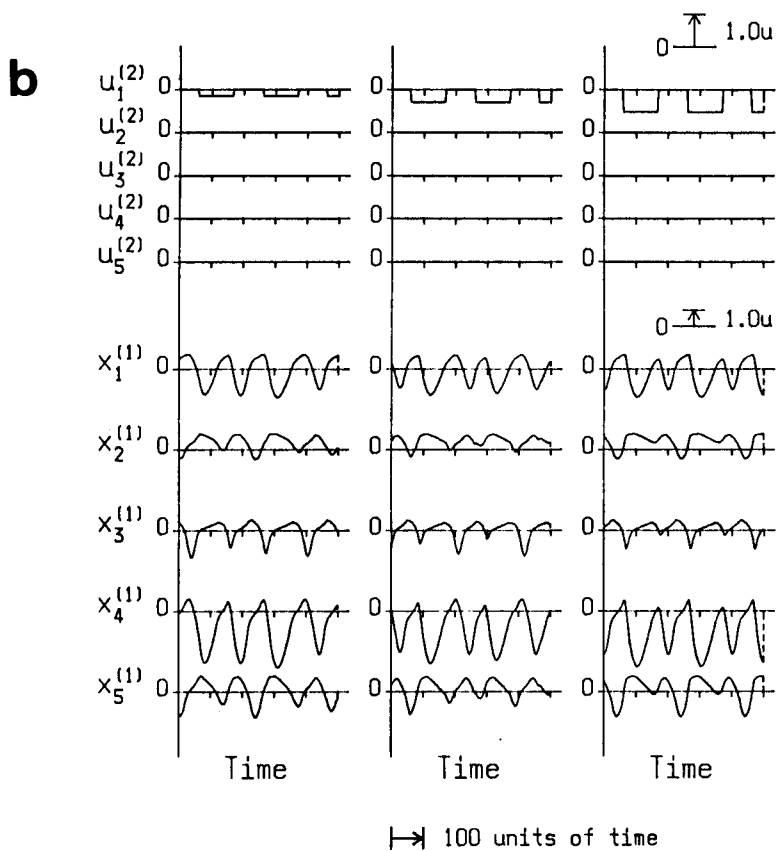 b
0 1.0u
u₁⁽²⁾ 0 0 0
u₂⁽²⁾ 0 0 0
u₃⁽²⁾ 0 0 0
u₄⁽²⁾ 0 0 0
u₅⁽²⁾ 0 0 0
0 1.0u
x₁⁽¹⁾ 0 0 0
x₂⁽¹⁾ 0 0 0
x₃⁽¹⁾ 0 0 0
x₄⁽¹⁾ 0 0 0
x₅⁽¹⁾ 0 0 0
Time Time Time
100 units of time